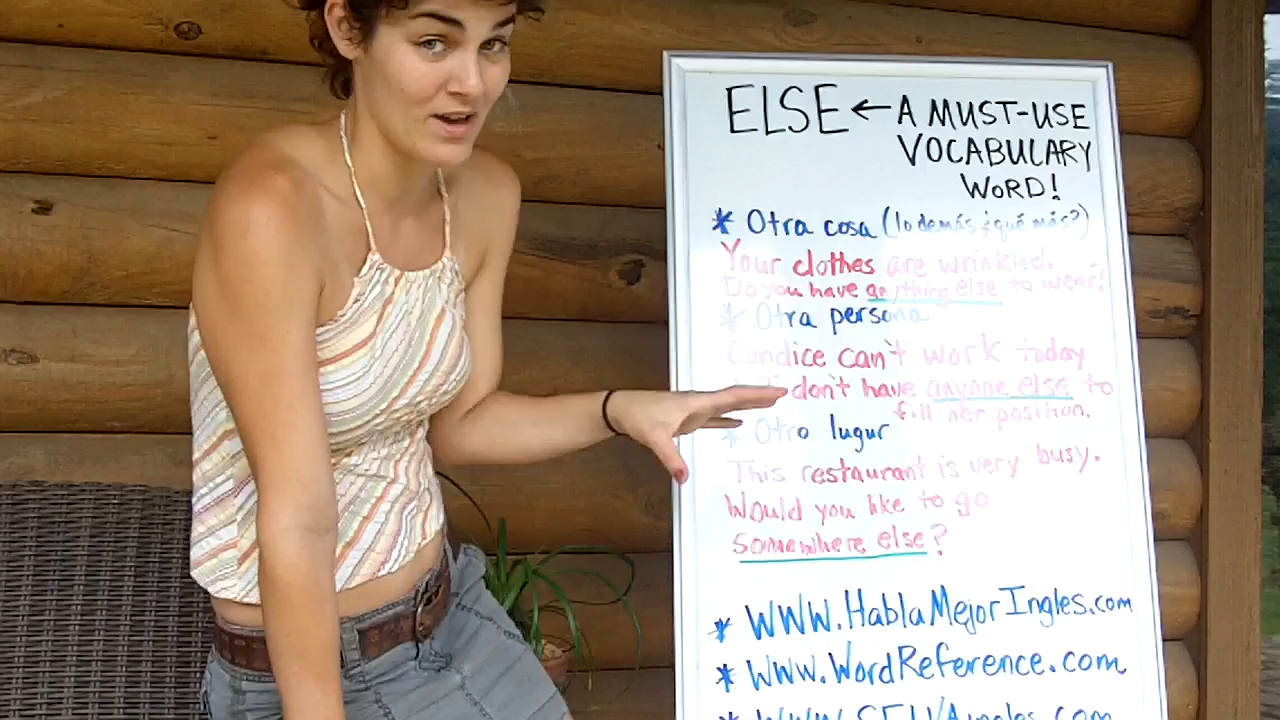 ELSE ← A MUST-USE
VOCABULARY
WORD!
* Otra cosa (lo demás ¿qué más?)
Your clothes are wrinkled.
Do you have anything else to wear?
* Otra persona
Candice can't work today
don't have anyone else to
fill her position.
* Otro lugur
This restaurant is very busy.
Would you like to go
somewhere else?
* WWW.HablaMejorIngles.com
* WWW.WordReference.com